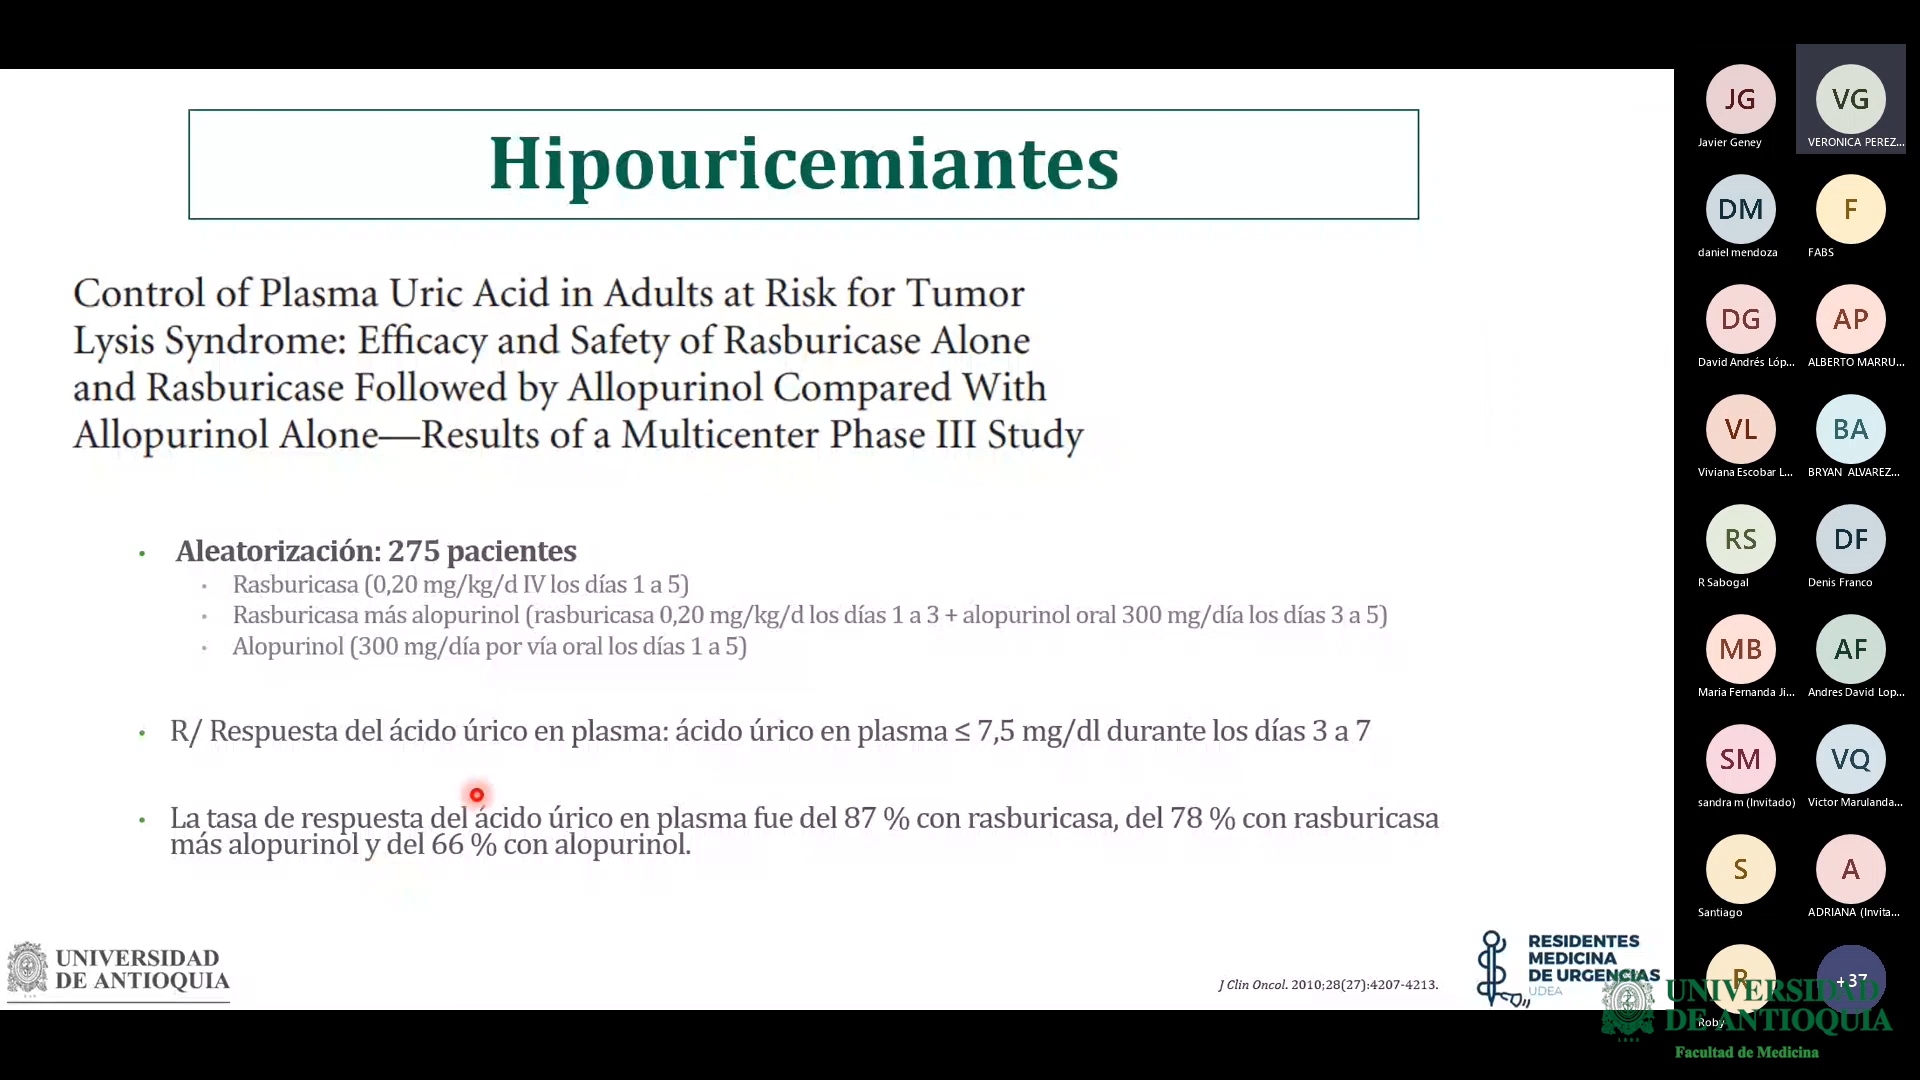 Hipouricemiantes
Control of Plasma Uric Acid in Adults at Risk for Tumor
Lysis Syndrome: Efficacy and Safety of Rasburicase Alone
and Rasburicase Followed by Allopurinol Compared With
Allopurinol Alone—Results of a Multicenter Phase III Study
• Aleatorización: 275 pacientes
• Rasburicasa (0,20 mg/kg/d IV los días 1 a 5)
• Rasburicasa más alopurinol (rasburicasa 0,20 mg/kg/d los días 1 a 3 + alopurinol oral 300 mg/día los días 3 a 5)
• Alopurinol (300 mg/día por vía oral los días 1 a 5)
• R/ Respuesta del ácido úrico en plasma: ácido úrico en plasma ≤ 7,5 mg/dl durante los días 3 a 7
• La tasa de respuesta del ácido úrico en plasma fue del 87 % con rasburicasa, del 78 % con rasburicasa
más alopurinol y del 66 % con alopurinol.
UNIVERSIDAD
DE ANTIOQUIA
J Clin Oncol. 2010;28(27):4207-4213.
RESIDENTES
MEDICINA
DE URGENCIAS
UDEA
JG
Javier Geney
VG
VERONICA PEREZ...
DM
daniel mendoza
F
FABS
DG
David Andrés Lóp...
AP
ALBERTO MARRU...
VL
Viviana Escobar L...
BA
BRYAN ALVAREZ...
RS
R Sabogal
DF
Denis Franco
MB
Maria Fernanda Ji...
AF
Andres David Lop...
SM
sandra m (Invitado)
VQ
Victor Marulanda...
S
Santiago
A
ADRIANA (Invita...
R
Roby
+37
UNIVERSIDAD
DE ANTIOQUIA
Facultad de Medicina